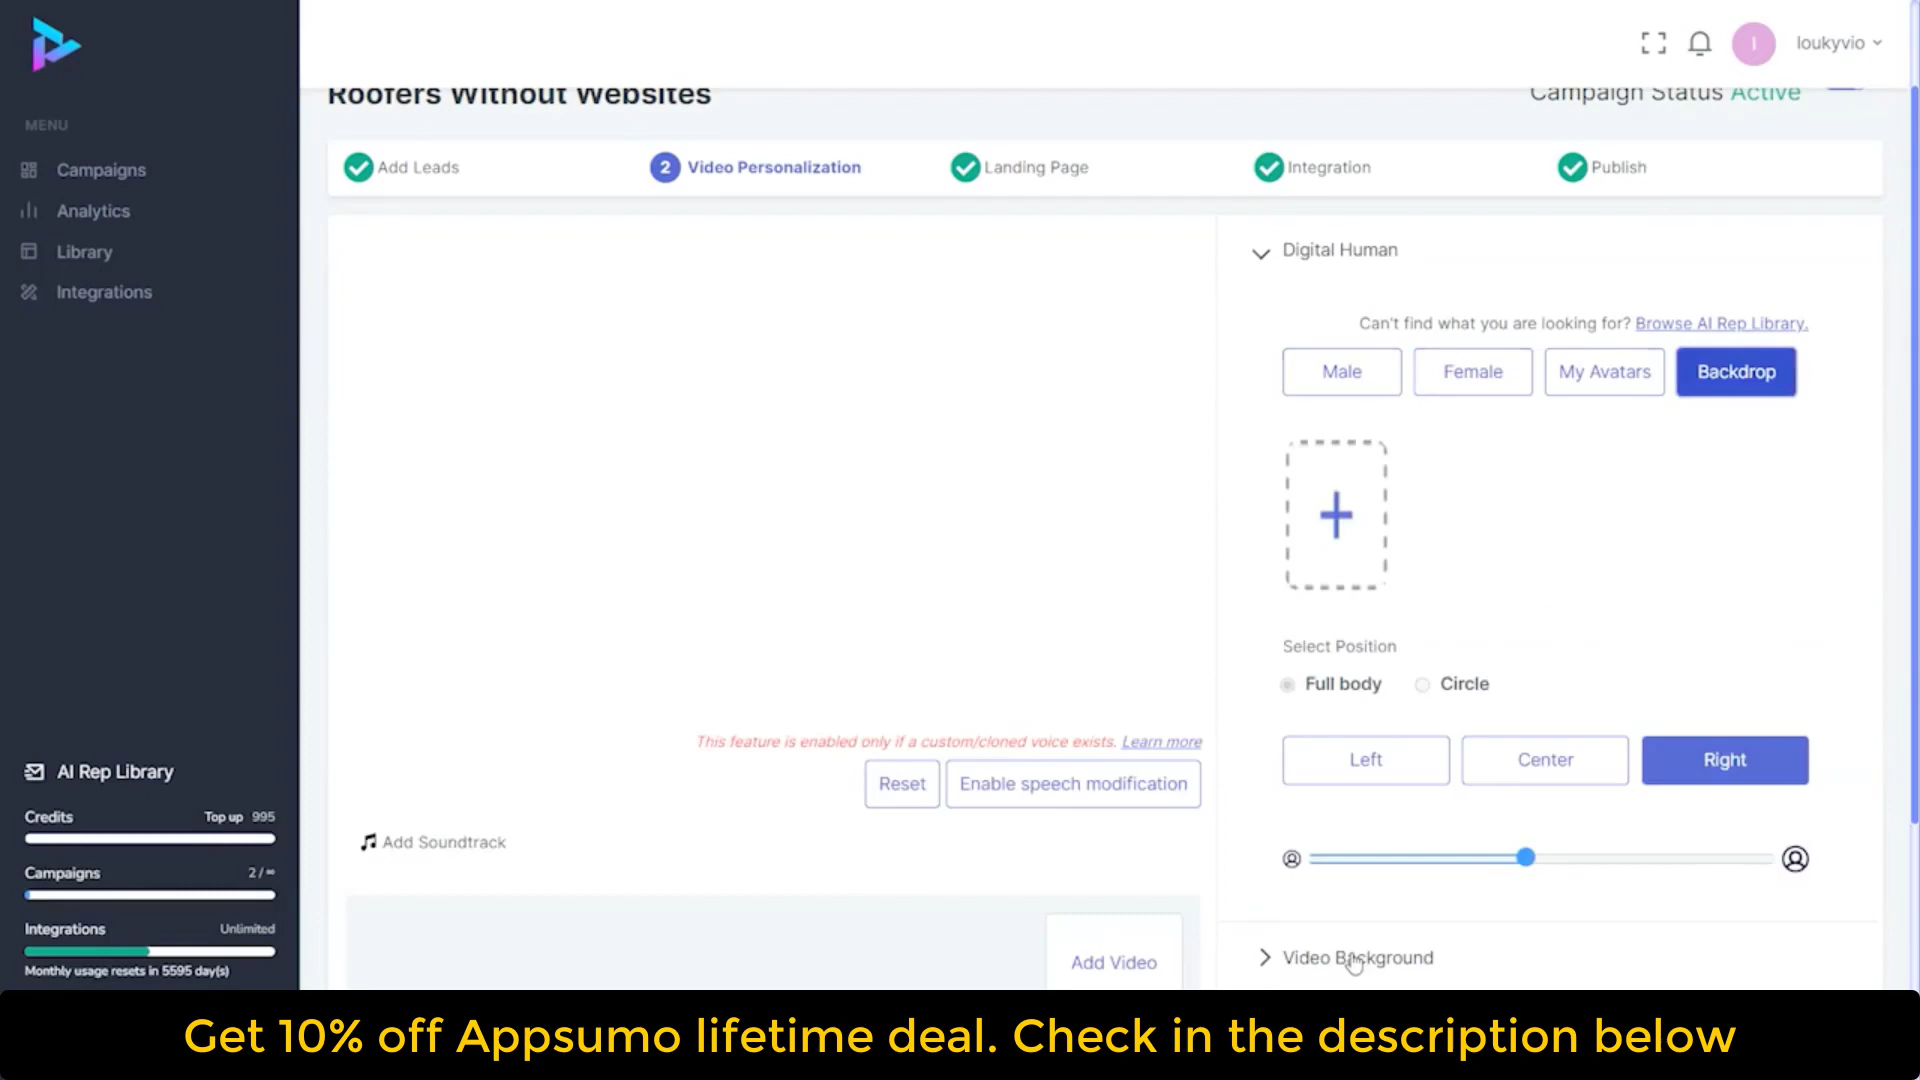 I
loukyvio
MENU
Campaigns
Analytics
Library
Integrations
AI Rep Library
Credits Top up 995
Campaigns 2 / ∞
Integrations Unlimited
Monthly usage resets in 5595 day(s)
Roofers Without Websites
Campaign Status Active
Add Leads
2 Video Personalization
Landing Page
Integration
Publish
This feature is enabled only if a custom/cloned voice exists. Learn more
Reset
Enable speech modification
Add Soundtrack
Add Video
Digital Human
Can't find what you are looking for? Browse AI Rep Library.
Male
Female
My Avatars
Backdrop
Select Position
Full body
Circle
Left
Center
Right
Video Background
Get 10% off Appsumo lifetime deal. Check in the description below